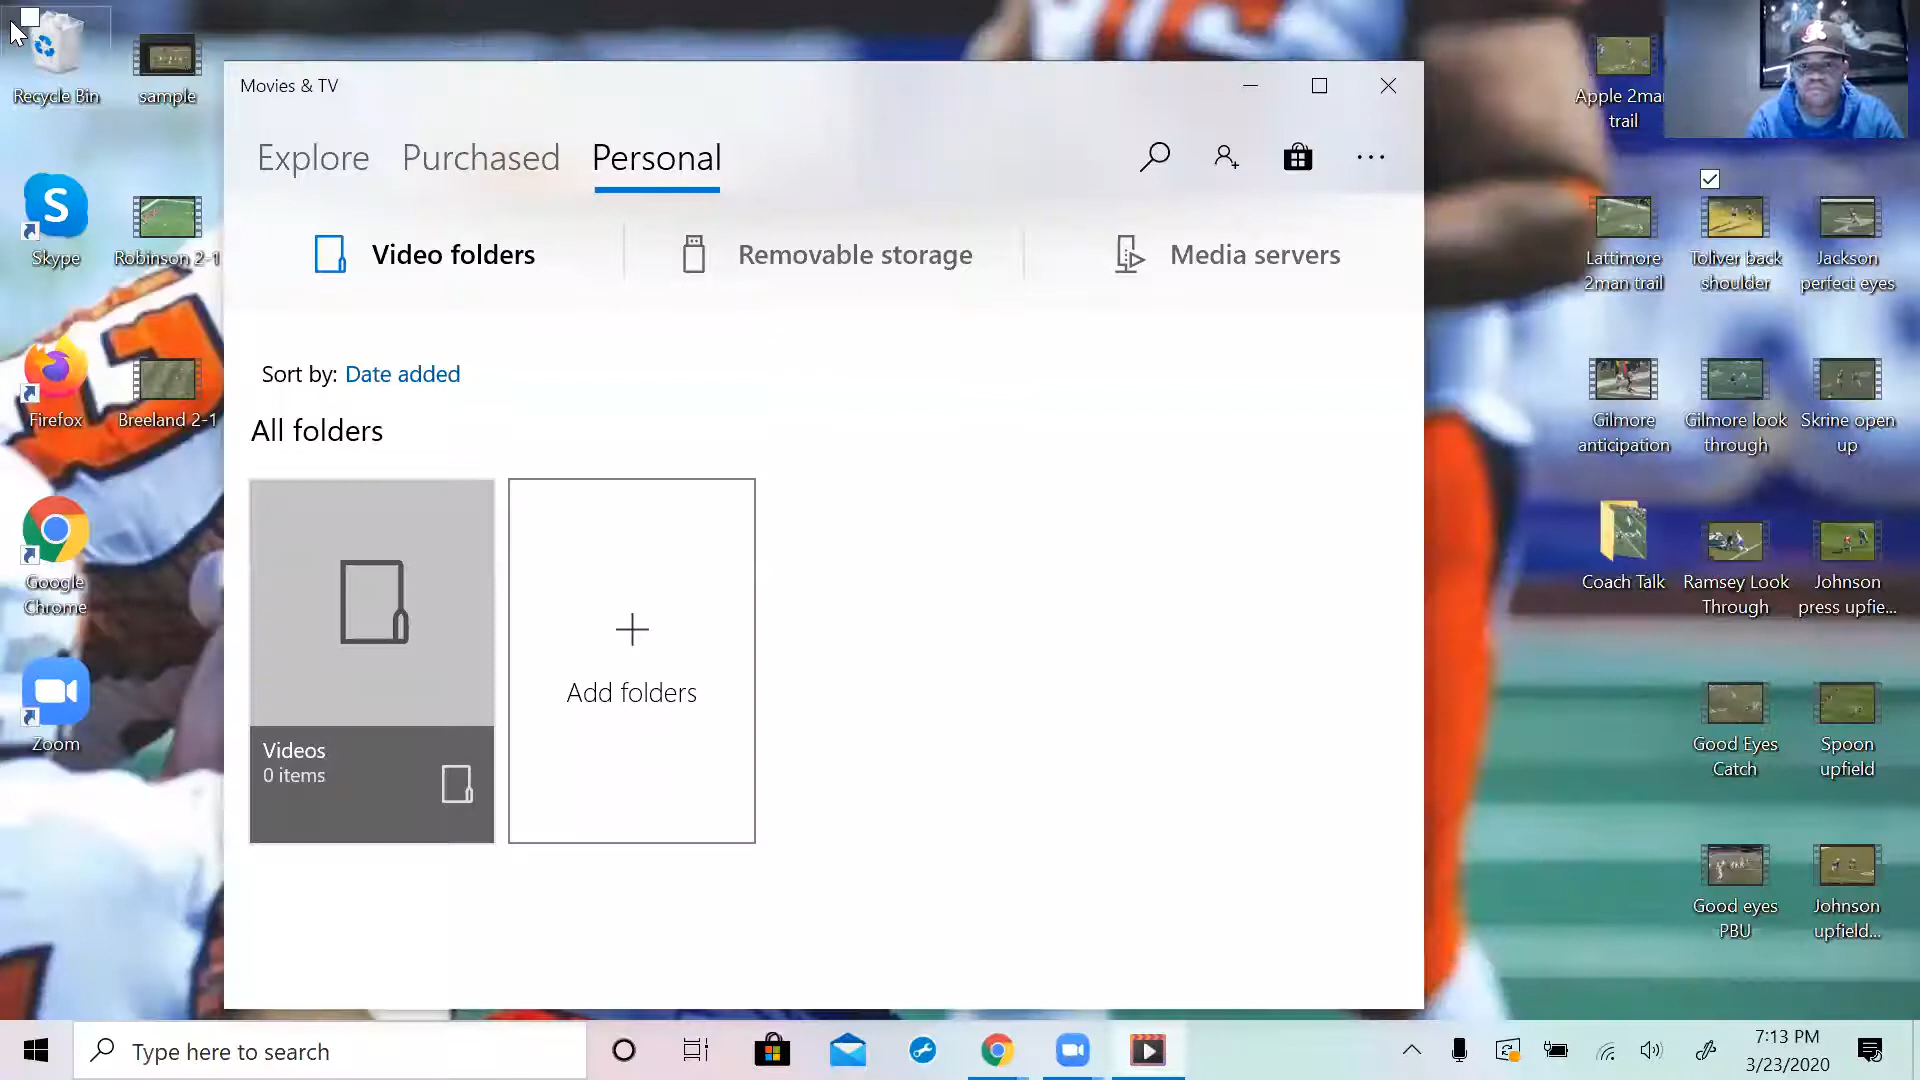 Recycle Bin
sample
Skype
Robinson 2-1
Firefox
Breeland 2-1
Google
Chrome
Zoom
Movies & TV
Explore
Purchased
Personal
Video folders
Removable storage
Media servers
Sort by: Date added
All folders
Videos
0 items
Add folders
Apple 2man
trail
Lattimore
2man trail
Toliver back
shoulder
Jackson
perfect eyes
Gilmore
anticipation
Gilmore look
through
Skrine open
up
Coach Talk
Ramsey Look
Through
Johnson
press upfie...
Good Eyes
Catch
Spoon
upfield
Good eyes
PBU
Johnson
upfield...
Type here to search
7:13 PM
3/23/2020